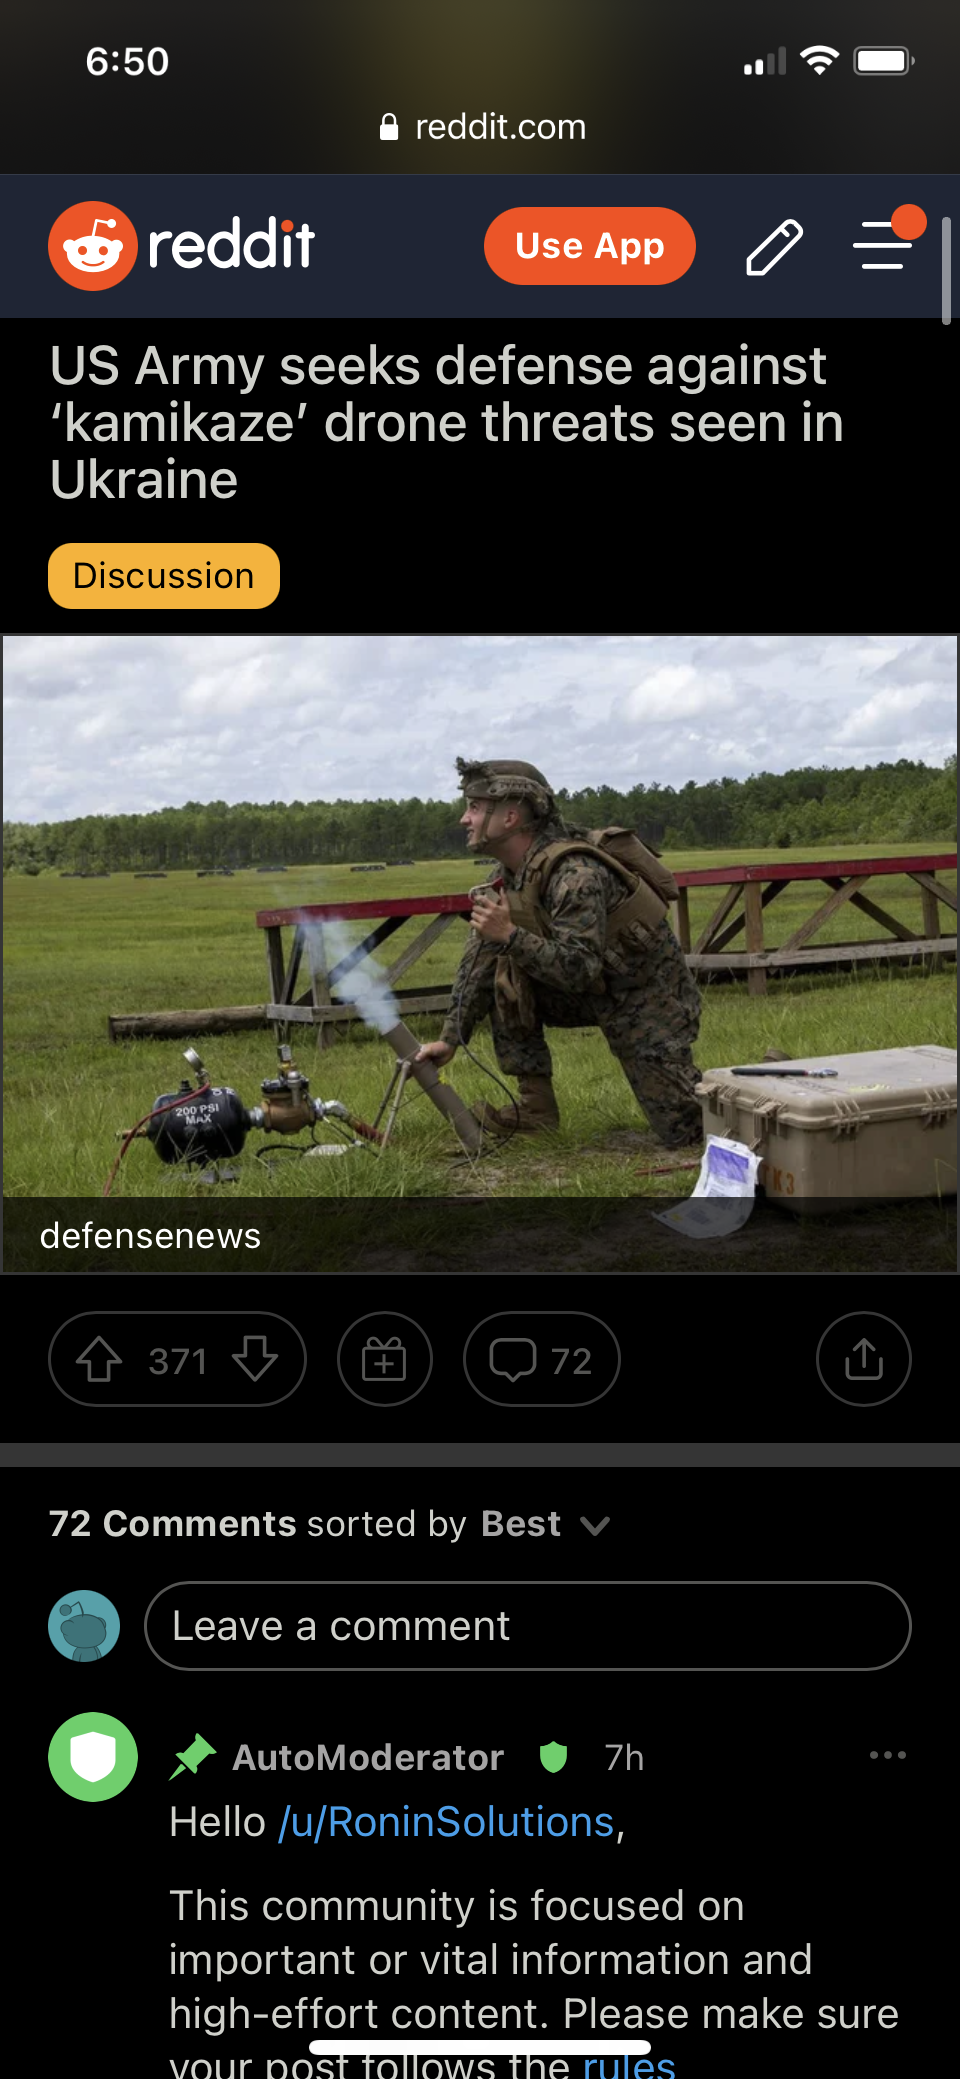 6:50
reddit.com
reddit
Use App
US Army seeks defense against
‘kamikaze’ drone threats seen in
Ukraine
Discussion
200 PSI
MAX
K3
defensenews
371
72
72 Comments sorted by Best
Leave a comment
AutoModerator 7h
Hello /u/RoninSolutions,
This community is focused on
important or vital information and
high-effort content. Please make sure
your post follows the rules